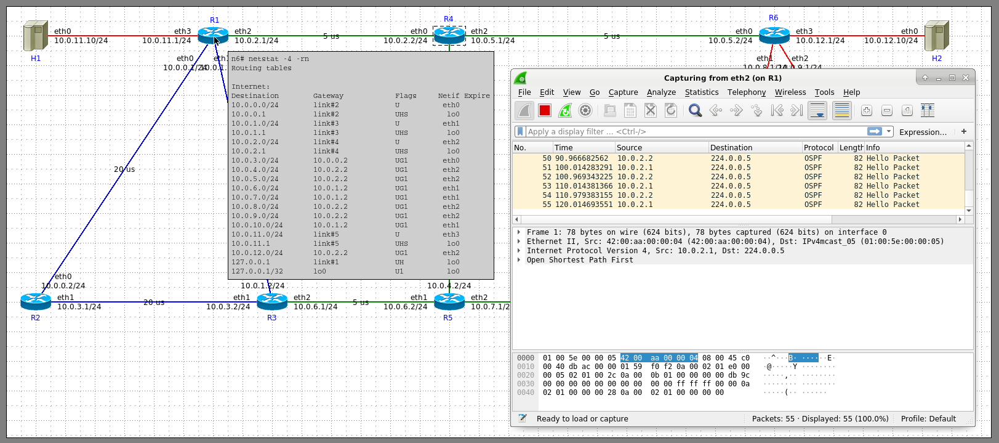 R1
R4
R6
eth0
eth3
eth2
eth0
eth2
eth0
eth3
eth0
10.0.11.10/24
10.0.11.1/24
10.0.2.1/24
5 us
10.0.2.2/24
10.0.5.1/24
5 us
10.0.5.2/24
10.0.12.1/24
10.0.12.10/24
H1
H2
eth0
eth1
eth1
eth2
10.0.0.1/24
n6# netstat -4 -rn
Routing tables
Internet:
Destination Gateway Flags Netif Expire
10.0.0.0/24 link#2 U eth0
10.0.0.1 link#2 UHS lo0
10.0.1.0/24 link#3 U eth1
10.0.1.1 link#3 UHS lo0
10.0.2.0/24 link#4 U eth2
10.0.2.1 link#4 UHS lo0
10.0.3.0/24 10.0.0.2 UG1 eth0
10.0.4.0/24 10.0.2.2 UG1 eth2
10.0.5.0/24 10.0.2.2 UG1 eth2
10.0.6.0/24 10.0.1.2 UG1 eth1
10.0.7.0/24 10.0.1.2 UG1 eth1
10.0.8.0/24 10.0.2.2 UG1 eth2
10.0.9.0/24 10.0.2.2 UG1 eth2
10.0.10.0/24 10.0.1.2 UG1 eth1
10.0.11.0/24 link#5 U eth3
10.0.11.1 link#5 UHS lo0
10.0.12.0/24 10.0.2.2 UG1 eth2
127.0.0.1 link#1 UH lo0
127.0.0.1/32 lo0 U1 lo0
20 us
eth0
10.0.0.2/24
10.0.1.2/24
10.0.4.2/24
eth1
10.0.3.1/24
20 us
eth1
10.0.3.2/24
eth2
10.0.6.1/24
5 us
eth1
10.0.6.2/24
eth2
10.0.7.1/2
R2
R3
R5
Capturing from eth2 (on R1)
File Edit View Go Capture Analyze Statistics Telephony Wireless Tools Help
Apply a display filter ... <Ctrl-/>
Expression... +
No. Time Source Destination Protocol Length Info
50 90.966682562 10.0.2.2 224.0.0.5 OSPF 82 Hello Packet
51 100.014283291 10.0.2.1 224.0.0.5 OSPF 82 Hello Packet
52 100.969343225 10.0.2.2 224.0.0.5 OSPF 82 Hello Packet
53 110.014381366 10.0.2.1 224.0.0.5 OSPF 82 Hello Packet
54 110.979383155 10.0.2.2 224.0.0.5 OSPF 82 Hello Packet
55 120.014693551 10.0.2.1 224.0.0.5 OSPF 82 Hello Packet
Frame 1: 78 bytes on wire (624 bits), 78 bytes captured (624 bits) on interface 0
Ethernet II, Src: 42:00:aa:00:00:04 (42:00:aa:00:00:04), Dst: IPv4mcast_05 (01:00:5e:00:00:05)
Internet Protocol Version 4, Src: 10.0.2.1, Dst: 224.0.0.5
Open Shortest Path First
0000 01 00 5e 00 00 05 42 00 aa 00 00 04 08 00 45 c0 ··^···B· ······E·
0010 00 40 db ac 00 00 01 59 f0 f2 0a 00 02 01 e0 00 ·@·····Y ········
0020 00 05 02 01 00 2c 0a 00 0b 01 00 00 00 00 db 9c ·····,·· ········
0030 00 00 00 00 00 00 00 00 00 00 ff ff ff 00 00 0a ········ ········
0040 02 01 00 00 00 28 0a 00 02 01 00 00 00 00 ·····(·· ······
Ready to load or capture
Packets: 55 · Displayed: 55 (100.0%)
Profile: Default